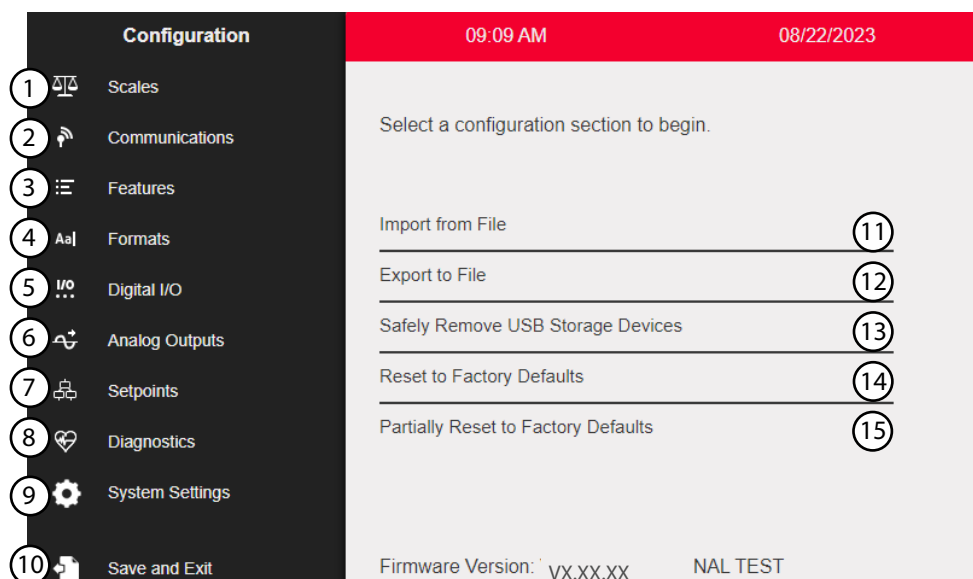 Configuration
09:09 AM
08/22/2023
1 Scales
2 Communications
3 Features
4 Aa Formats
5 I/O Digital I/O
6 Analog Outputs
7 Setpoints
8 Diagnostics
9 System Settings
10 Save and Exit
Select a configuration section to begin.
Import from File 11
Export to File 12
Safely Remove USB Storage Devices 13
Reset to Factory Defaults 14
Partially Reset to Factory Defaults 15
Firmware Version: VX.XX.XX NAL TEST